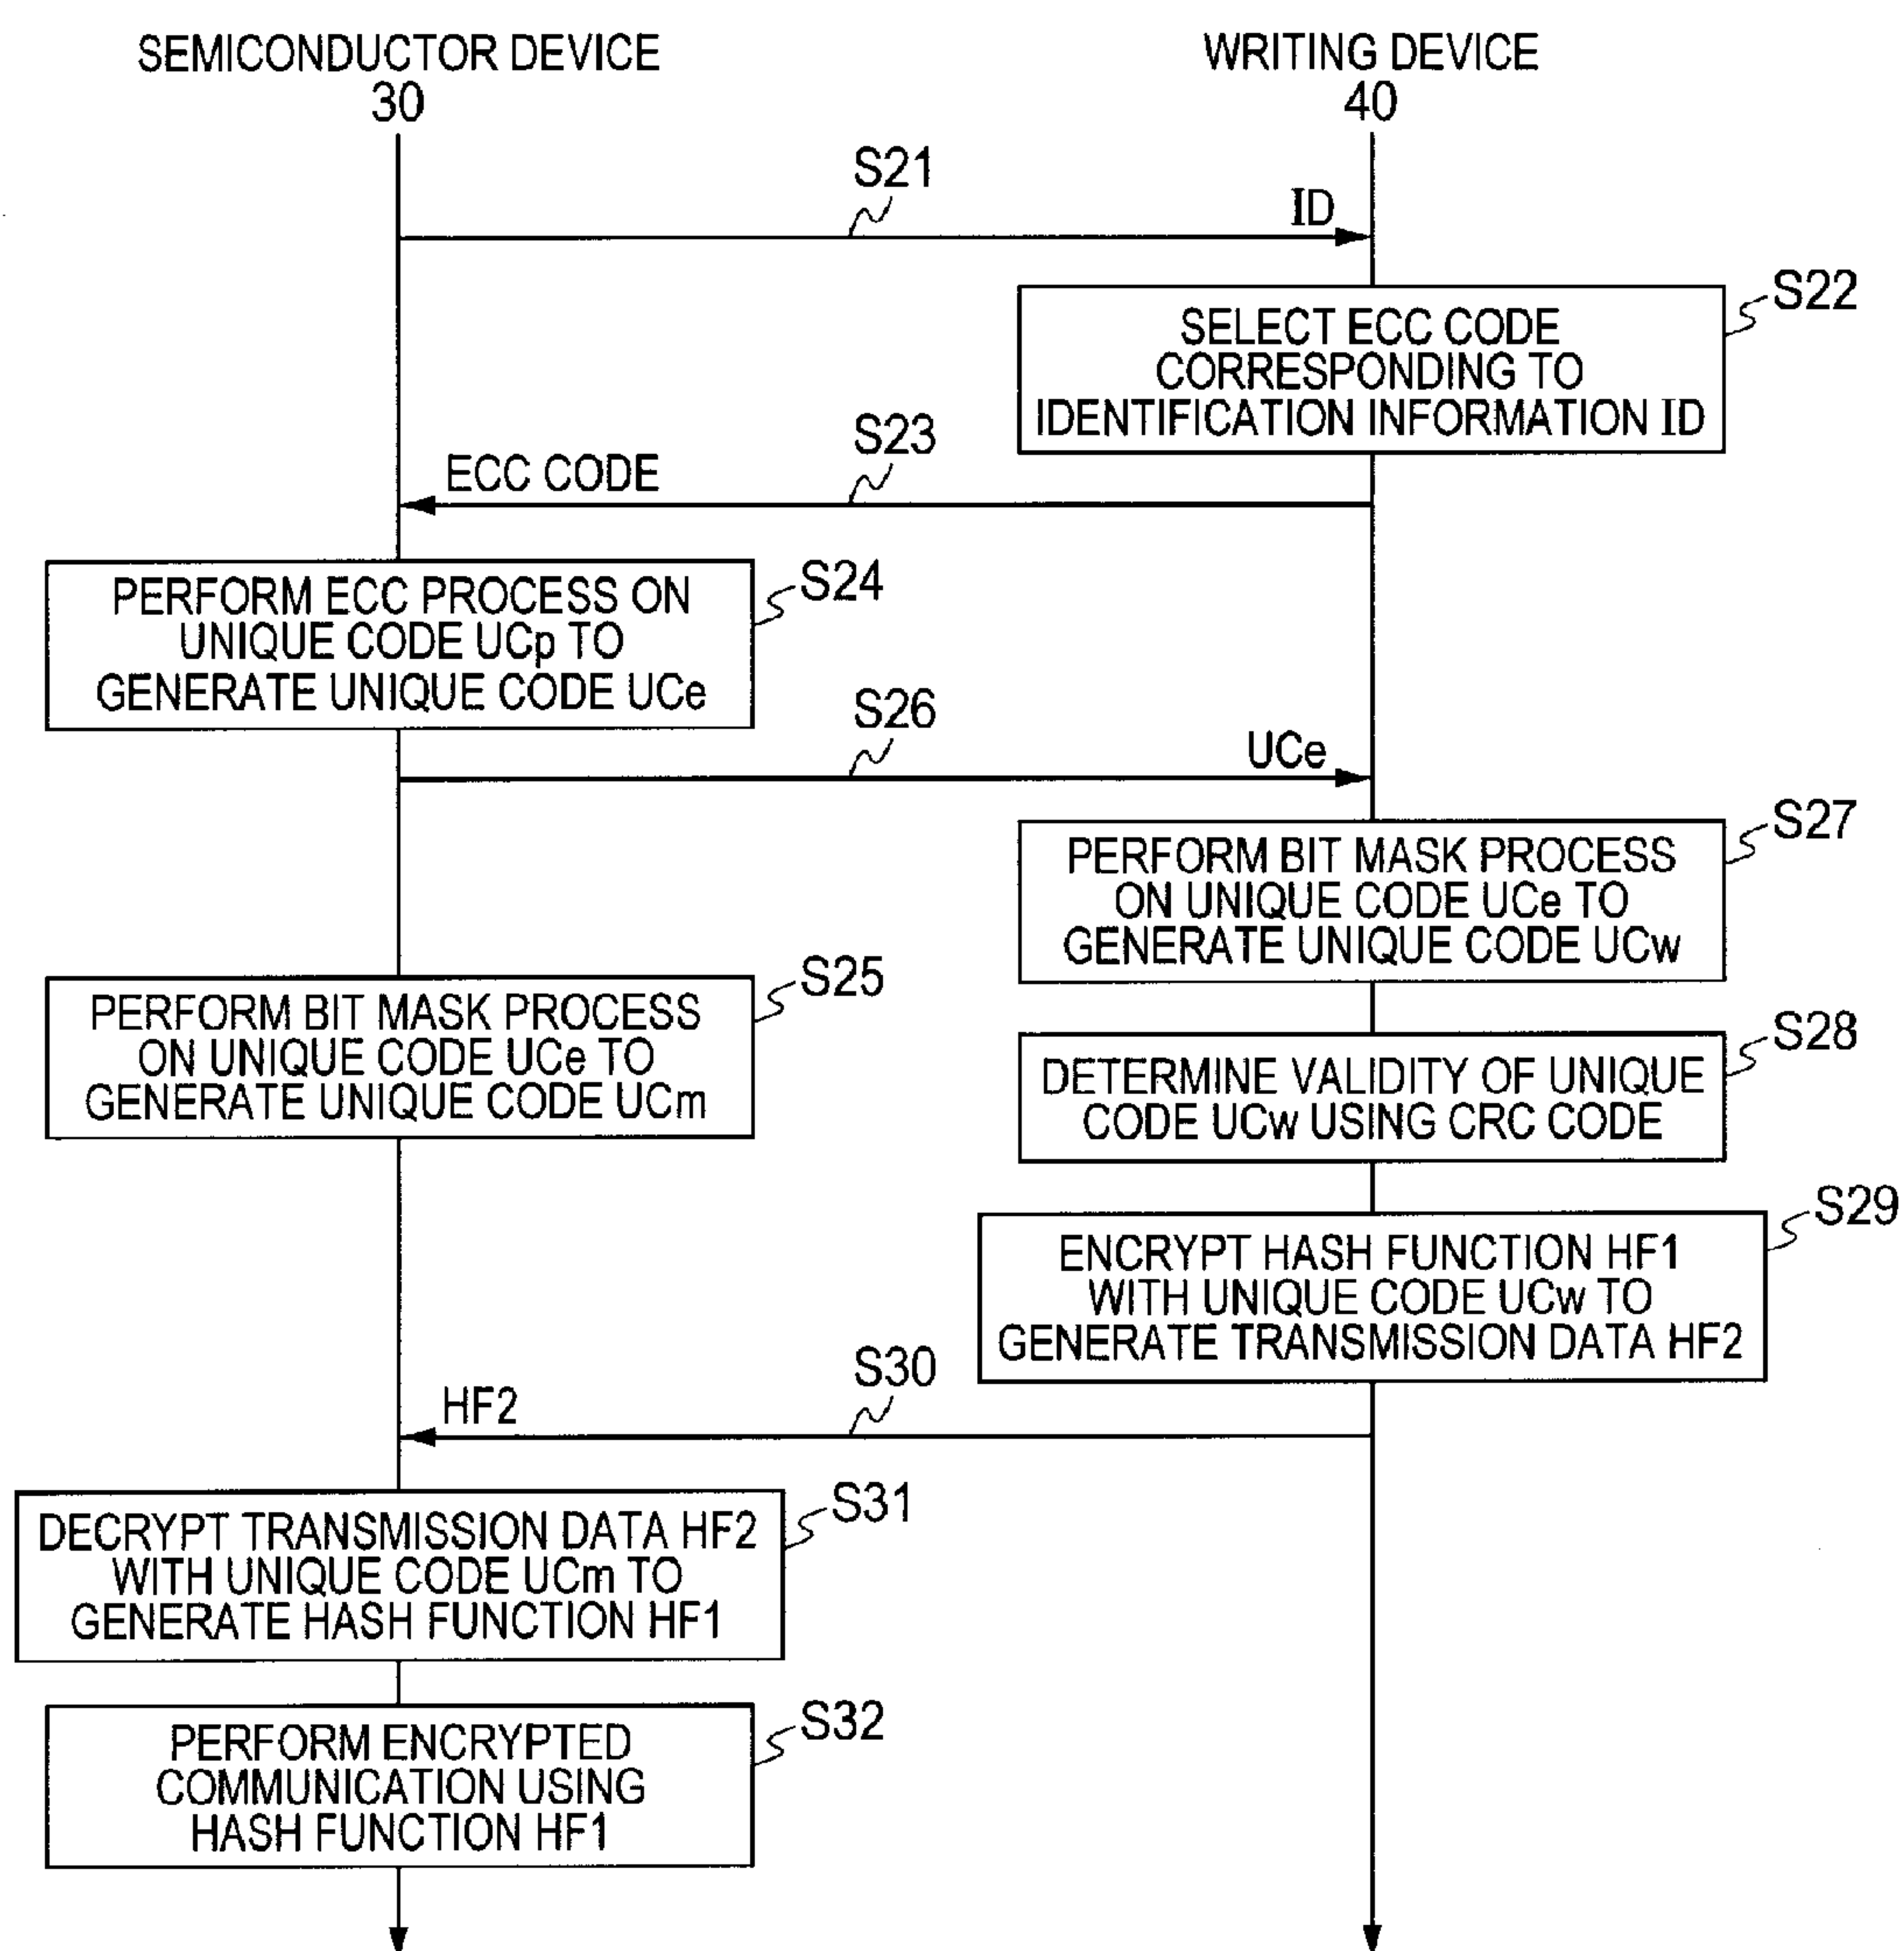 SEMICONDUCTOR DEVICE
30
WRITING DEVICE
40
S21
ID
S22
SELECT ECC CODE
CORRESPONDING TO
IDENTIFICATION INFORMATION ID
S23
ECC CODE
S24
PERFORM ECC PROCESS ON
UNIQUE CODE UCp TO
GENERATE UNIQUE CODE UCe
S26
UCe
S27
PERFORM BIT MASK PROCESS
ON UNIQUE CODE UCe TO
GENERATE UNIQUE CODE UCw
S25
PERFORM BIT MASK PROCESS
ON UNIQUE CODE UCe TO
GENERATE UNIQUE CODE UCm
S28
DETERMINE VALIDITY OF UNIQUE
CODE UCw USING CRC CODE
S29
ENCRYPT HASH FUNCTION HF1
WITH UNIQUE CODE UCw TO
GENERATE TRANSMISSION DATA HF2
S30
HF2
S31
DECRYPT TRANSMISSION DATA HF2
WITH UNIQUE CODE UCm TO
GENERATE HASH FUNCTION HF1
S32
PERFORM ENCRYPTED
COMMUNICATION USING
HASH FUNCTION HF1